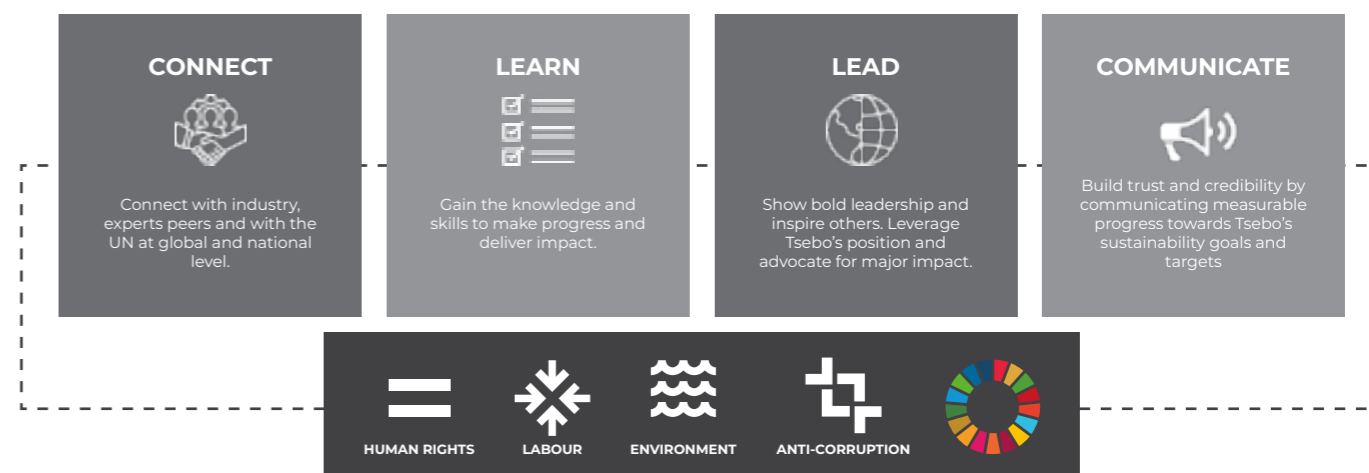 CONNECT
Connect with industry,
experts peers and with the
UN at global and national
level.
LEARN
Gain the knowledge and
skills to make progress and
deliver impact.
LEAD
Show bold leadership and
inspire others. Leverage
Tsebo's position and
advocate for major impact.
COMMUNICATE
Build trust and credibility by
communicating measurable
progress towards Tsebo's
sustainability goals and
targets
HUMAN RIGHTS
LABOUR
ENVIRONMENT
ANTI-CORRUPTION